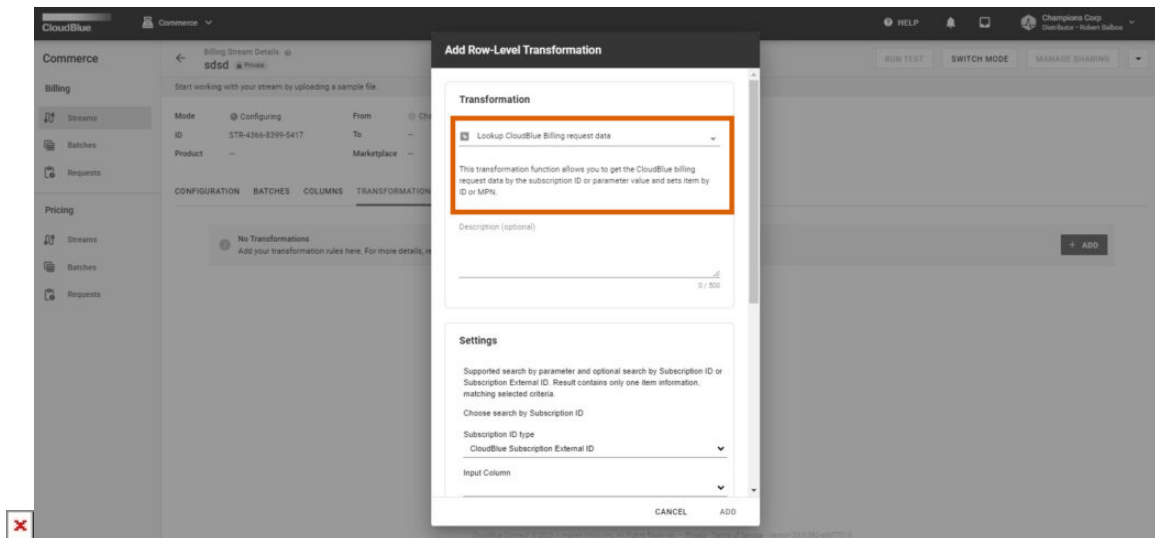 CloudBlue
Commerce
HELP
Champions Corp
Distributor - Robert Balboa
Commerce
Billing
Streams
Batches
Requests
Pricing
Streams
Batches
Requests
Billing Stream Details
sdsd Private
RUN TEST
SWITCH MODE
MANAGE SHARING
Start working with your stream by uploading a sample file.
Mode Configuring From
ID STR-4366-8299-5417 To –
Product – Marketplace –
CONFIGURATION BATCHES COLUMNS TRANSFORMATION
No Transformations
Add your transformation rules here. For more details, re
+ ADD
Add Row-Level Transformation
Transformation
Lookup CloudBlue Billing request data
This transformation function allows you to get the CloudBlue billing
request data by the subscription ID or parameter value and sets item by
ID or MPN.
Description (optional)
0 / 500
Settings
Supported search by parameter and optional search by Subscription ID or
Subscription External ID. Result contains only one item information,
matching selected criteria.
Choose search by Subscription ID
Subscription ID type
CloudBlue Subscription External ID
Input Column
CANCEL ADD